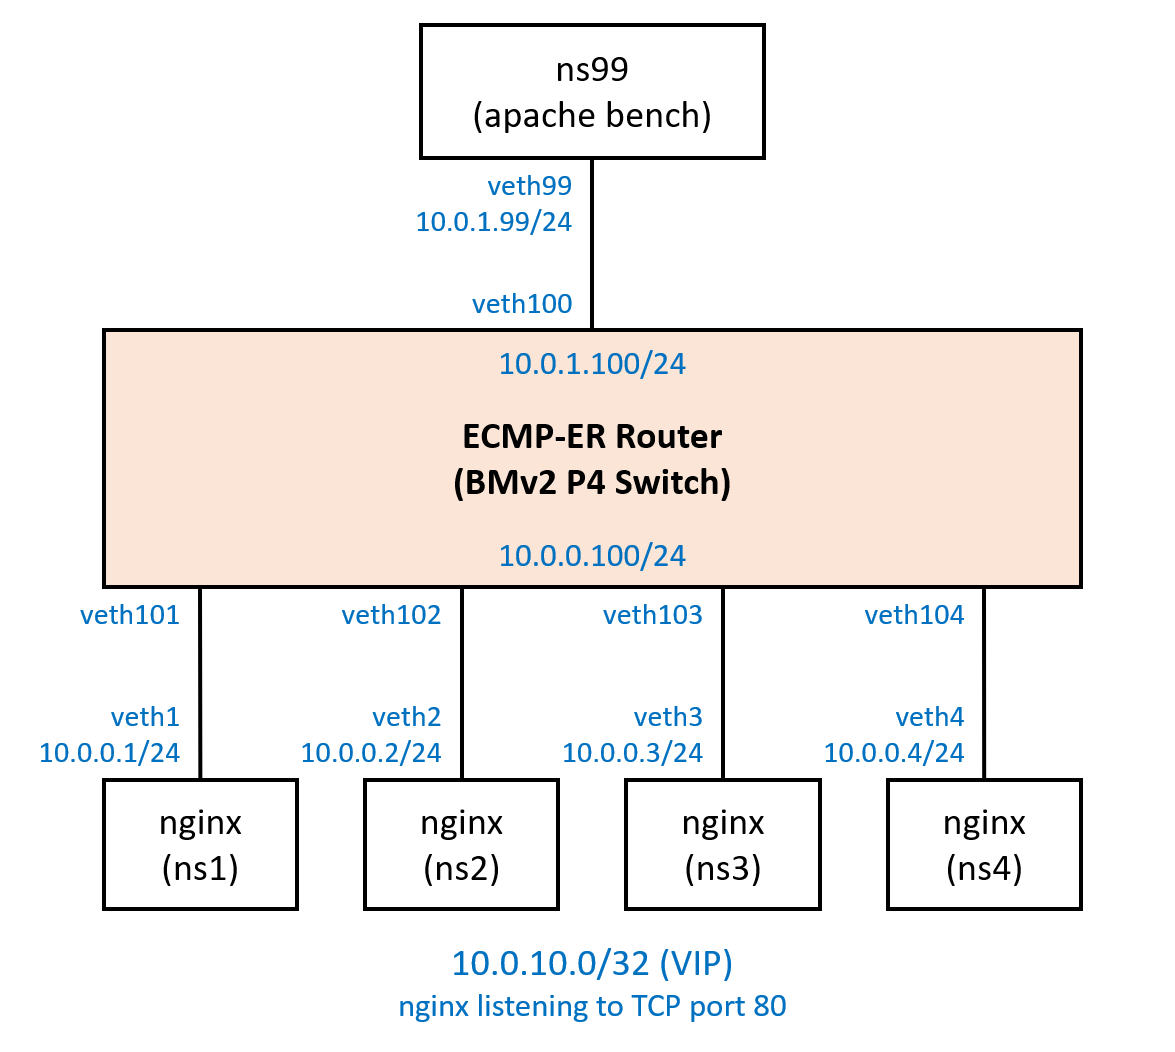 ns99
(apache bench)
veth99
10.0.1.99/24
veth100
10.0.1.100/24
ECMP-ER Router
(BMv2 P4 Switch)
10.0.0.100/24
veth101
veth102
veth103
veth104
veth1
10.0.0.1/24
veth2
10.0.0.2/24
veth3
10.0.0.3/24
veth4
10.0.0.4/24
nginx
(ns1)
nginx
(ns2)
nginx
(ns3)
nginx
(ns4)
10.0.10.0/32 (VIP)
nginx listening to TCP port 80